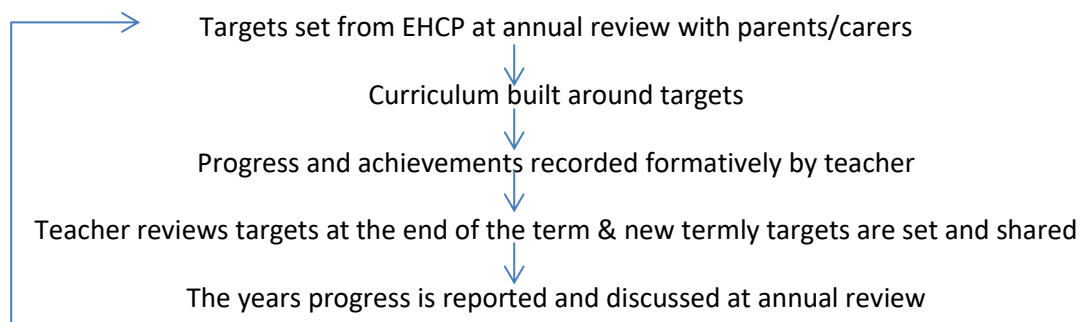 Targets set from EHCP at annual review with parents/carers
Curriculum built around targets
Progress and achievements recorded formatively by teacher
Teacher reviews targets at the end of the term & new termly targets are set and shared
The years progress is reported and discussed at annual review